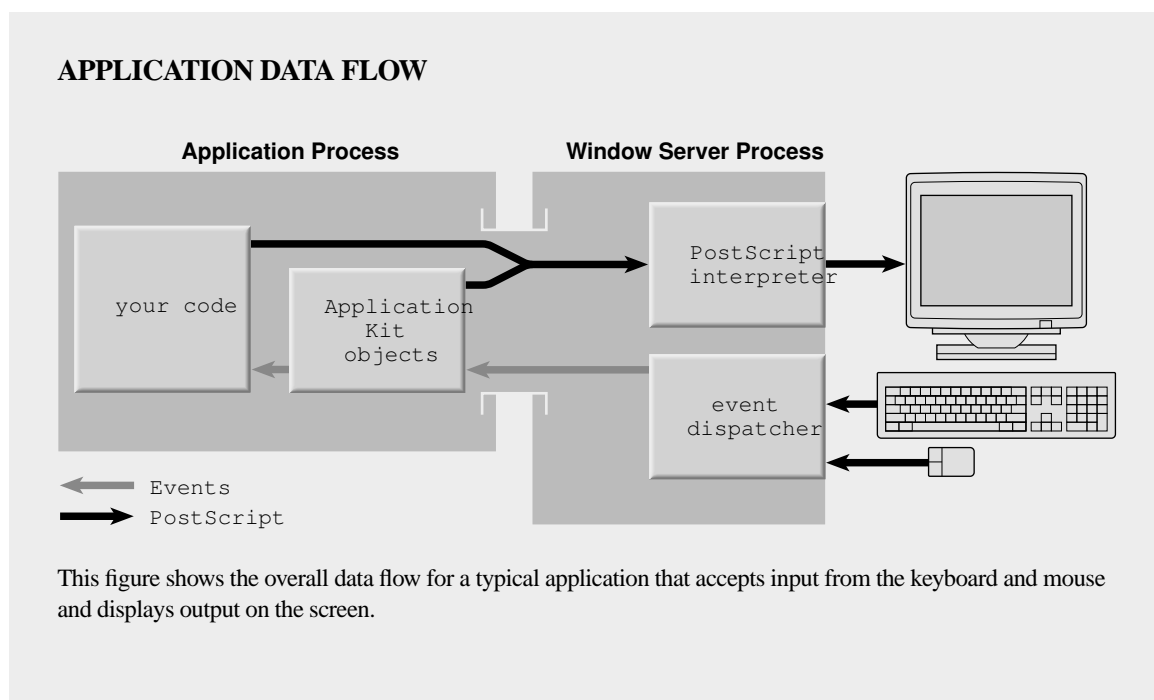 APPLICATION DATA FLOW
Application Process
Window Server Process
your code
Application
Kit
objects
PostScript
interpreter
event
dispatcher
Events
PostScript
This figure shows the overall data flow for a typical application that accepts input from the keyboard and mouse
and displays output on the screen.